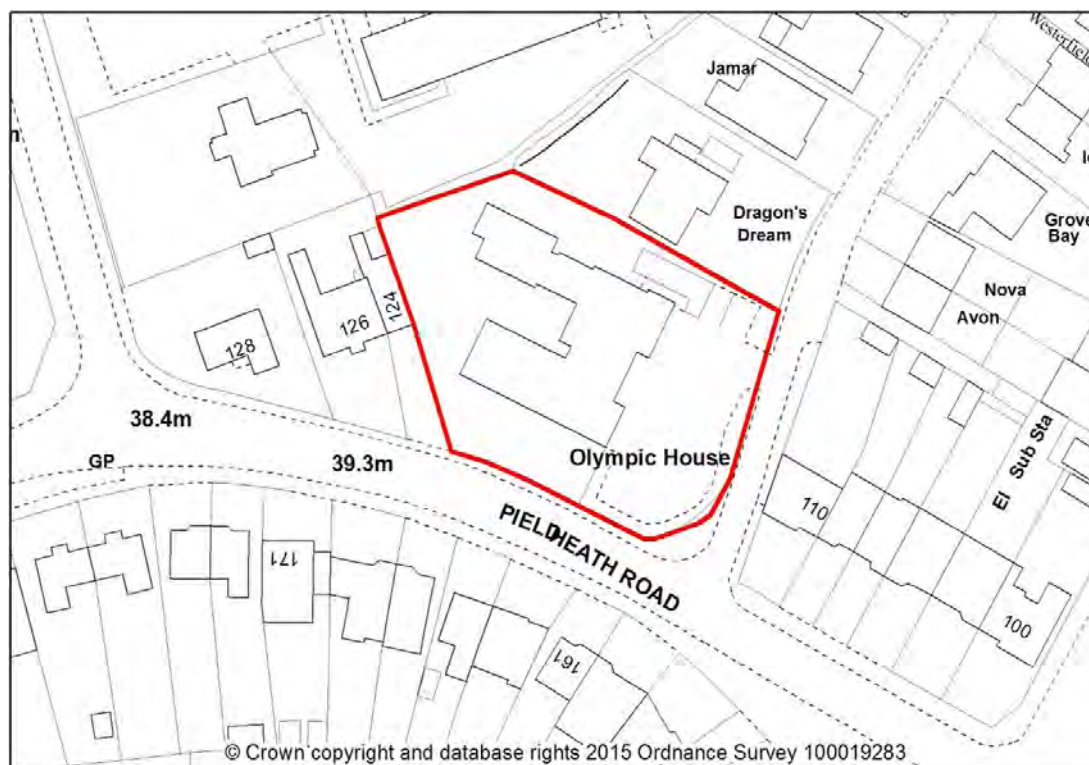 Westerfield
Jamar
Dragon's
Dream
Grove
Bay
Nova
Avon
124
126
128
38.4m
39.3m
GP
Olympic House
El Sub Sta
110
PIELD HEATH ROAD
171
100
161
© Crown copyright and database rights 2015 Ordnance Survey 100019283